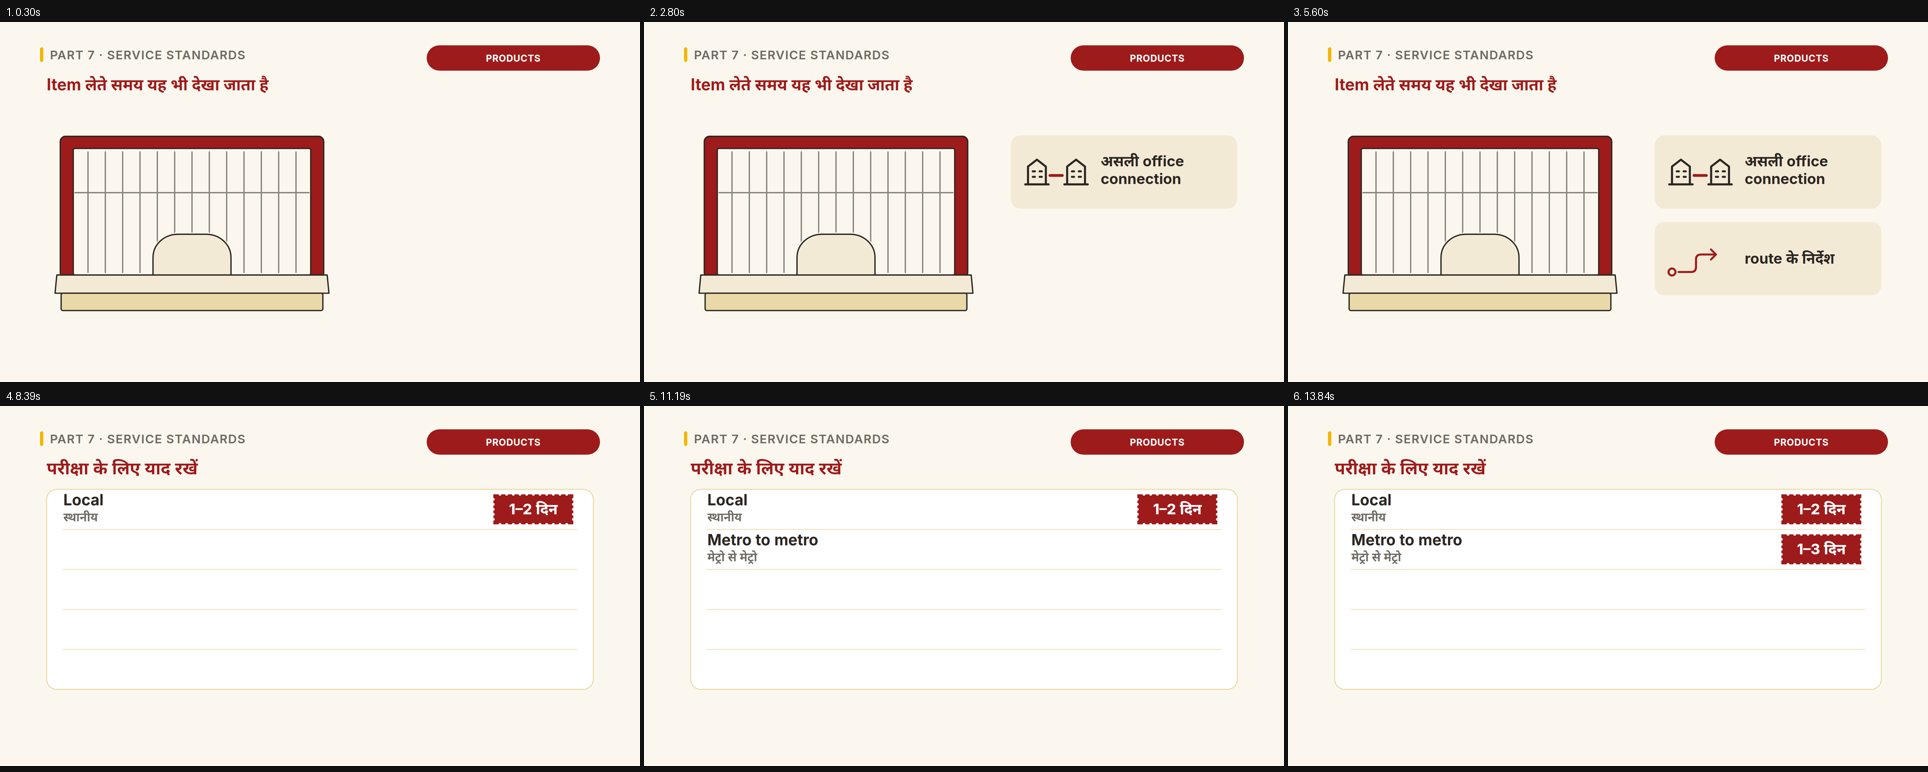 1. 0.30s
PART 7 · SERVICE STANDARDS
PRODUCTS
Item लेते समय यह भी देखा जाता है
2. 2.80s
PART 7 · SERVICE STANDARDS
PRODUCTS
Item लेते समय यह भी देखा जाता है
असली office
connection
3. 5.60s
PART 7 · SERVICE STANDARDS
PRODUCTS
Item लेते समय यह भी देखा जाता है
असली office
connection
route के निर्देश
4. 8.39s
PART 7 · SERVICE STANDARDS
PRODUCTS
परीक्षा के लिए याद रखें
Local
स्थानीय
1–2 दिन
5. 11.19s
PART 7 · SERVICE STANDARDS
PRODUCTS
परीक्षा के लिए याद रखें
Local
स्थानीय
1–2 दिन
Metro to metro
मेट्रो से मेट्रो
6. 13.84s
PART 7 · SERVICE STANDARDS
PRODUCTS
परीक्षा के लिए याद रखें
Local
स्थानीय
1–2 दिन
Metro to metro
मेट्रो से मेट्रो
1–3 दिन